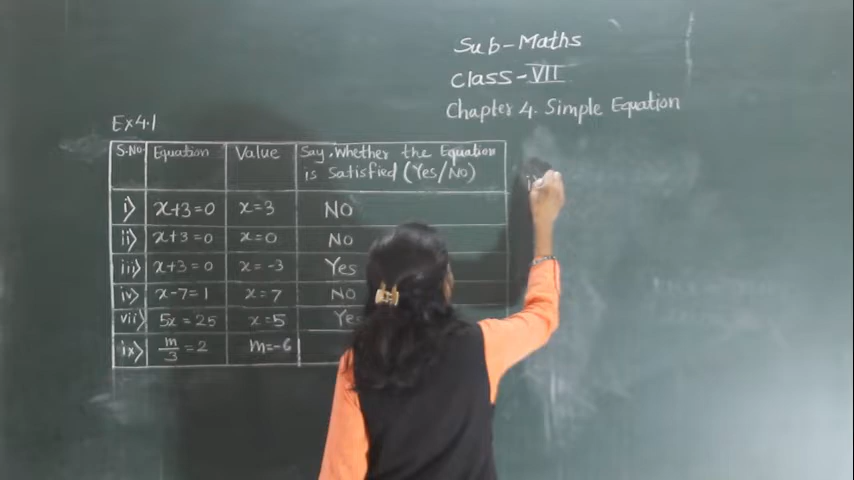 Sub-Maths
Class-VII
Chapter 4. Simple Equation
Ex4.1
S.No Equation Value Say, Whether the Equation is Satisfied (Yes/No)
i) x+3=0 x=3 NO
ii) x+3=0 x=0 No
iii) x+3=0 x=-3 Yes
iv) x-7=1 x=7 No
vii) 5x=25 x=5 Yes
ix) m/3=2 m=-6